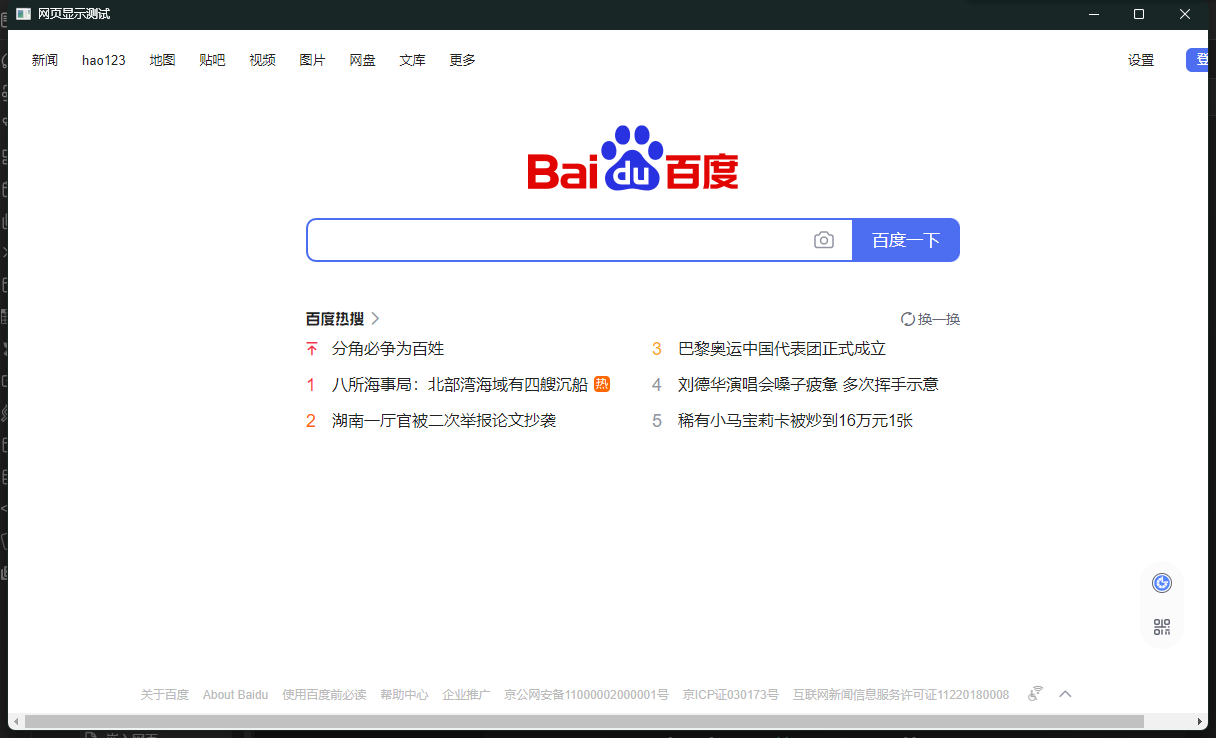 网页显示测试
新闻 hao123 地图 贴吧 视频 图片 网盘 文库 更多 设置 登
Bai du 百度
百度一下
百度热搜 换一换
分角必争为百姓
1 八所海事局：北部湾海域有四艘沉船 热
2 湖南一厅官被二次举报论文抄袭
3 巴黎奥运中国代表团正式成立
4 刘德华演唱会嗓子疲惫 多次挥手示意
5 稀有小马宝莉卡被炒到16万元1张
关于百度 About Baidu 使用百度前必读 帮助中心 企业推广 京公网安备11000002000001号 京ICP证030173号 互联网新闻信息服务许可证11220180008